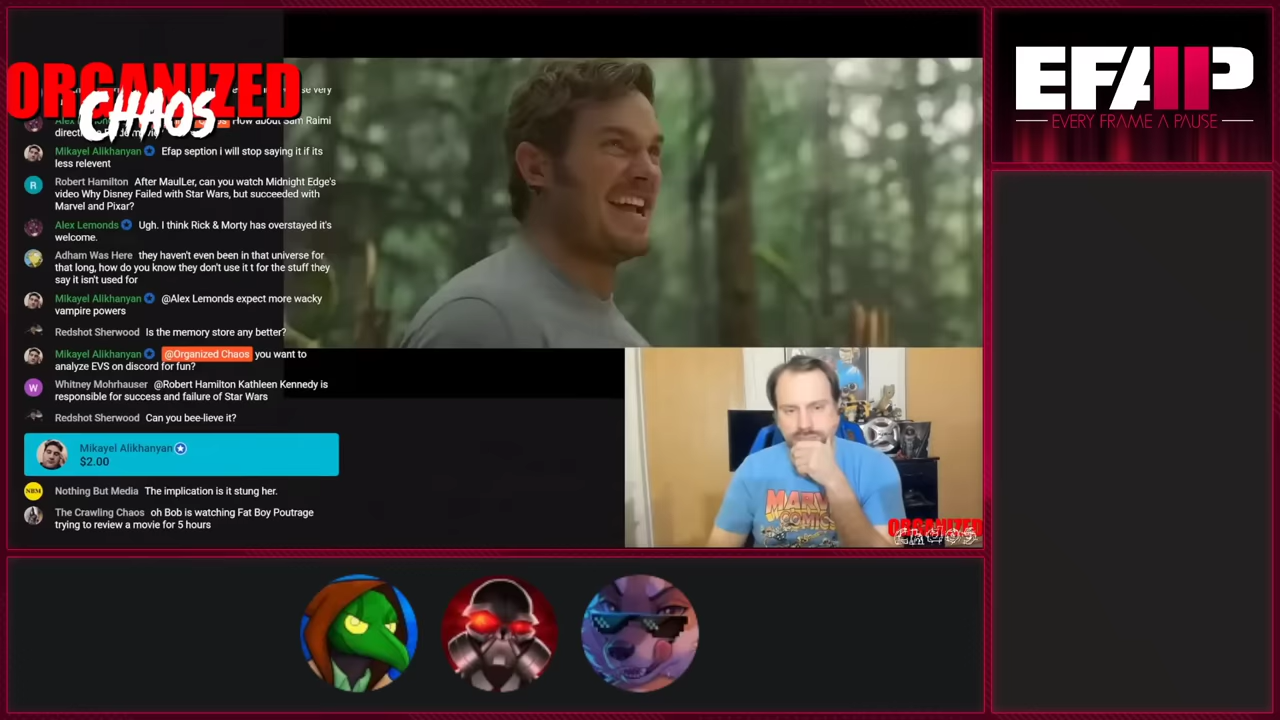 ORGANIZED
CHAOS
very
How about Sam Raimi
Mikayel Alikhanyan Efap seption i will stop saying it if its
less relevent
R Robert Hamilton After MaulLer, can you watch Midnight Edge's
video Why Disney Failed with Star Wars, but succeeded with
Marvel and Pixar?
Alex Lemonds Ugh. I think Rick & Morty has overstayed it's
welcome.
Adham Was Here they haven't even been in that universe for
that long, how do you know they don't use it t for the stuff they
say it isn't used for
Mikayel Alikhanyan @Alex Lemonds expect more wacky
vampire powers
Redshot Sherwood Is the memory store any better?
Mikayel Alikhanyan @Organized Chaos you want to
analyze EVS on discord for fun?
W Whitney Mohrhauser @Robert Hamilton Kathleen Kennedy is
responsible for success and failure of Star Wars
Redshot Sherwood Can you bee-lieve it?
Mikayel Alikhanyan
$2.00
NBM Nothing But Media The implication is it stung her.
The Crawling Chaos oh Bob is watching Fat Boy Poutrage
trying to review a movie for 5 hours
MARVEL
COMICS
ORGANIZED
CHAOS
EFAP
EVERY FRAME A PAUSE